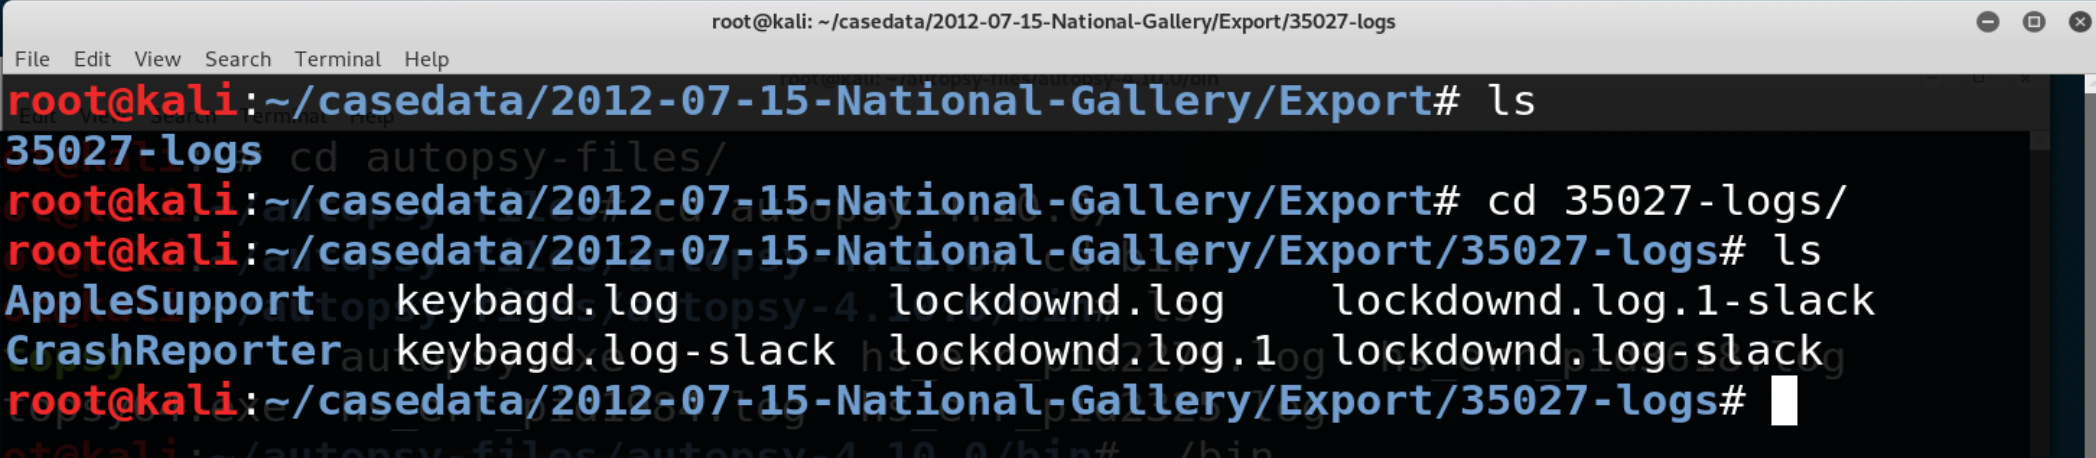 root@kali: ~/casedata/2012-07-15-National-Gallery/Export/35027-logs
File Edit View Search Terminal Help
root@kali:~/casedata/2012-07-15-National-Gallery/Export# ls
35027-logs
root@kali:~/casedata/2012-07-15-National-Gallery/Export# cd 35027-logs/
root@kali:~/casedata/2012-07-15-National-Gallery/Export/35027-logs# ls
AppleSupport keybagd.log lockdownd.log lockdownd.log.1-slack
CrashReporter keybagd.log-slack lockdownd.log.1 lockdownd.log-slack
root@kali:~/casedata/2012-07-15-National-Gallery/Export/35027-logs#